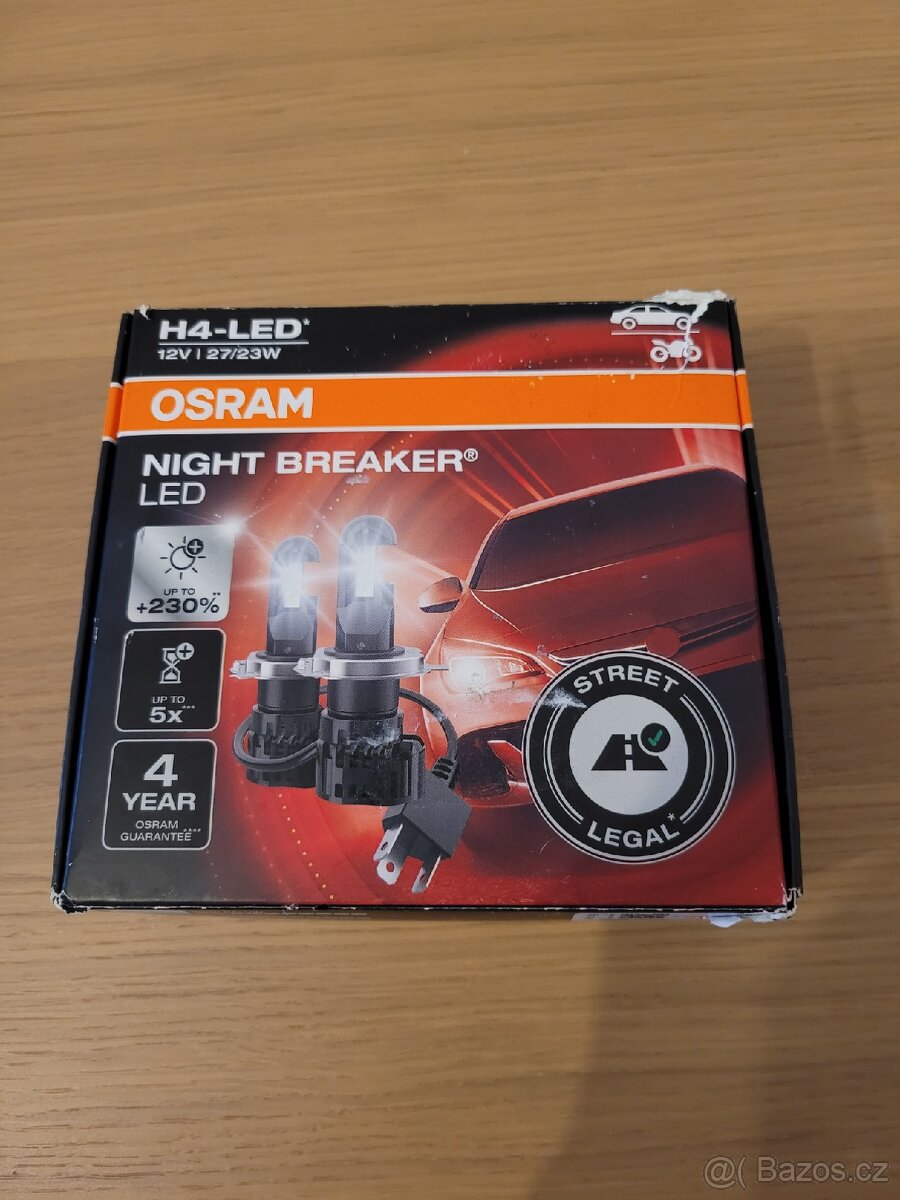 H4-LED*
12V | 27/23W
OSRAM
NIGHT BREAKER®
LED
UP TO
+230%**
UP TO
5x***
4
YEAR
OSRAM
GUARANTEE****
STREET
LEGAL*
@( Bazos.cz